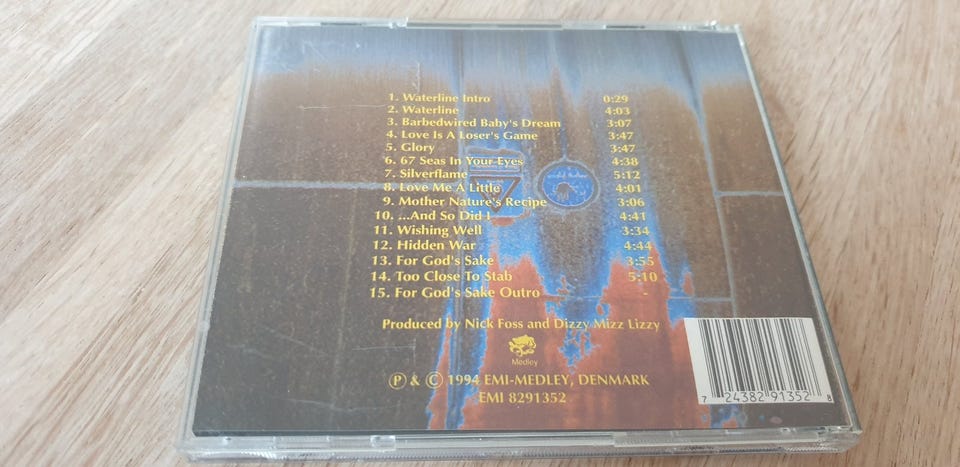 1. Waterline Intro 0:29
2. Waterline 4:03
3. Barbedwired Baby's Dream 3:07
4. Love Is A Loser's Game 3:47
5. Glory 3:47
6. 67 Seas In Your Eyes 4:38
7. Silverflame 5:12
8. Love Me A Little 4:01
9. Mother Nature's Recipe 3:06
10. ...And So Did I 4:41
11. Wishing Well 3:34
12. Hidden War 4:44
13. For God's Sake 3:55
14. Too Close To Stab 5:10
15. For God's Sake Outro -
Produced by Nick Foss and Dizzy Mizz Lizzy
Medley
℗ & © 1994 EMI-MEDLEY, DENMARK
EMI 8291352
7 24382 91352 8